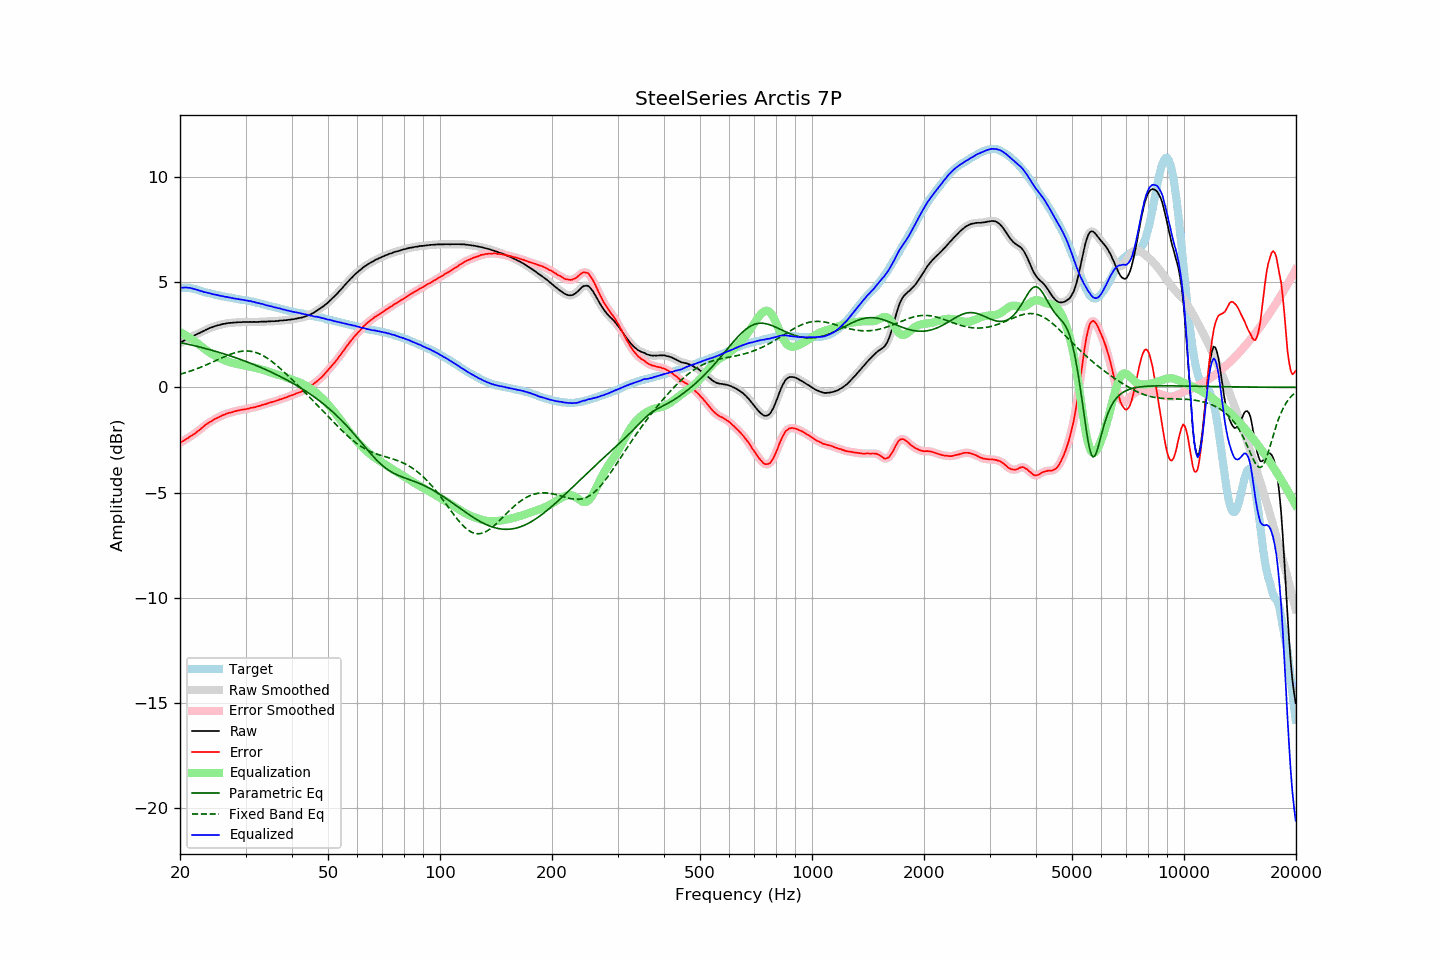 SteelSeries Arctis 7P
Amplitude (dBr)
10
5
0
−5
−10
−15
−20
Target
Raw Smoothed
Error Smoothed
Raw
Error
Equalization
Parametric Eq
Fixed Band Eq
Equalized
20 50 100 200 500 1000 2000 5000 10000 20000
Frequency (Hz)